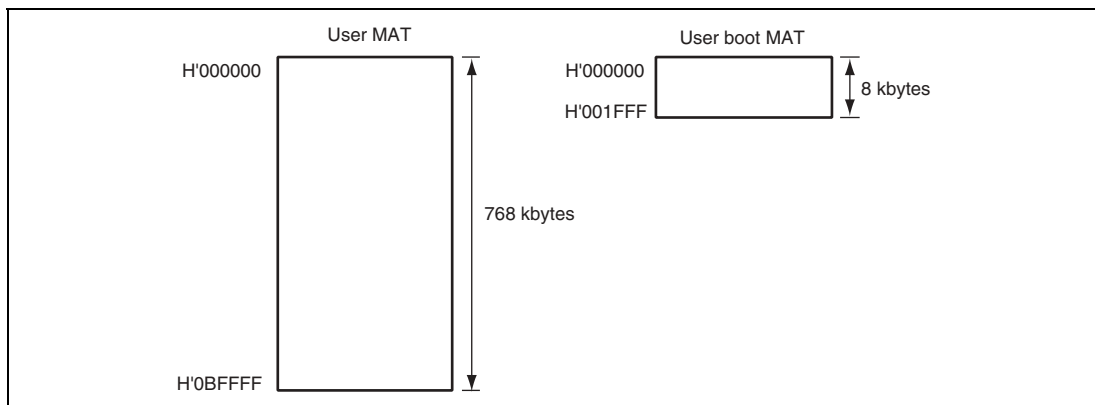 User MAT
H'000000
768 kbytes
H'0BFFFF
User boot MAT
H'000000
8 kbytes
H'001FFF